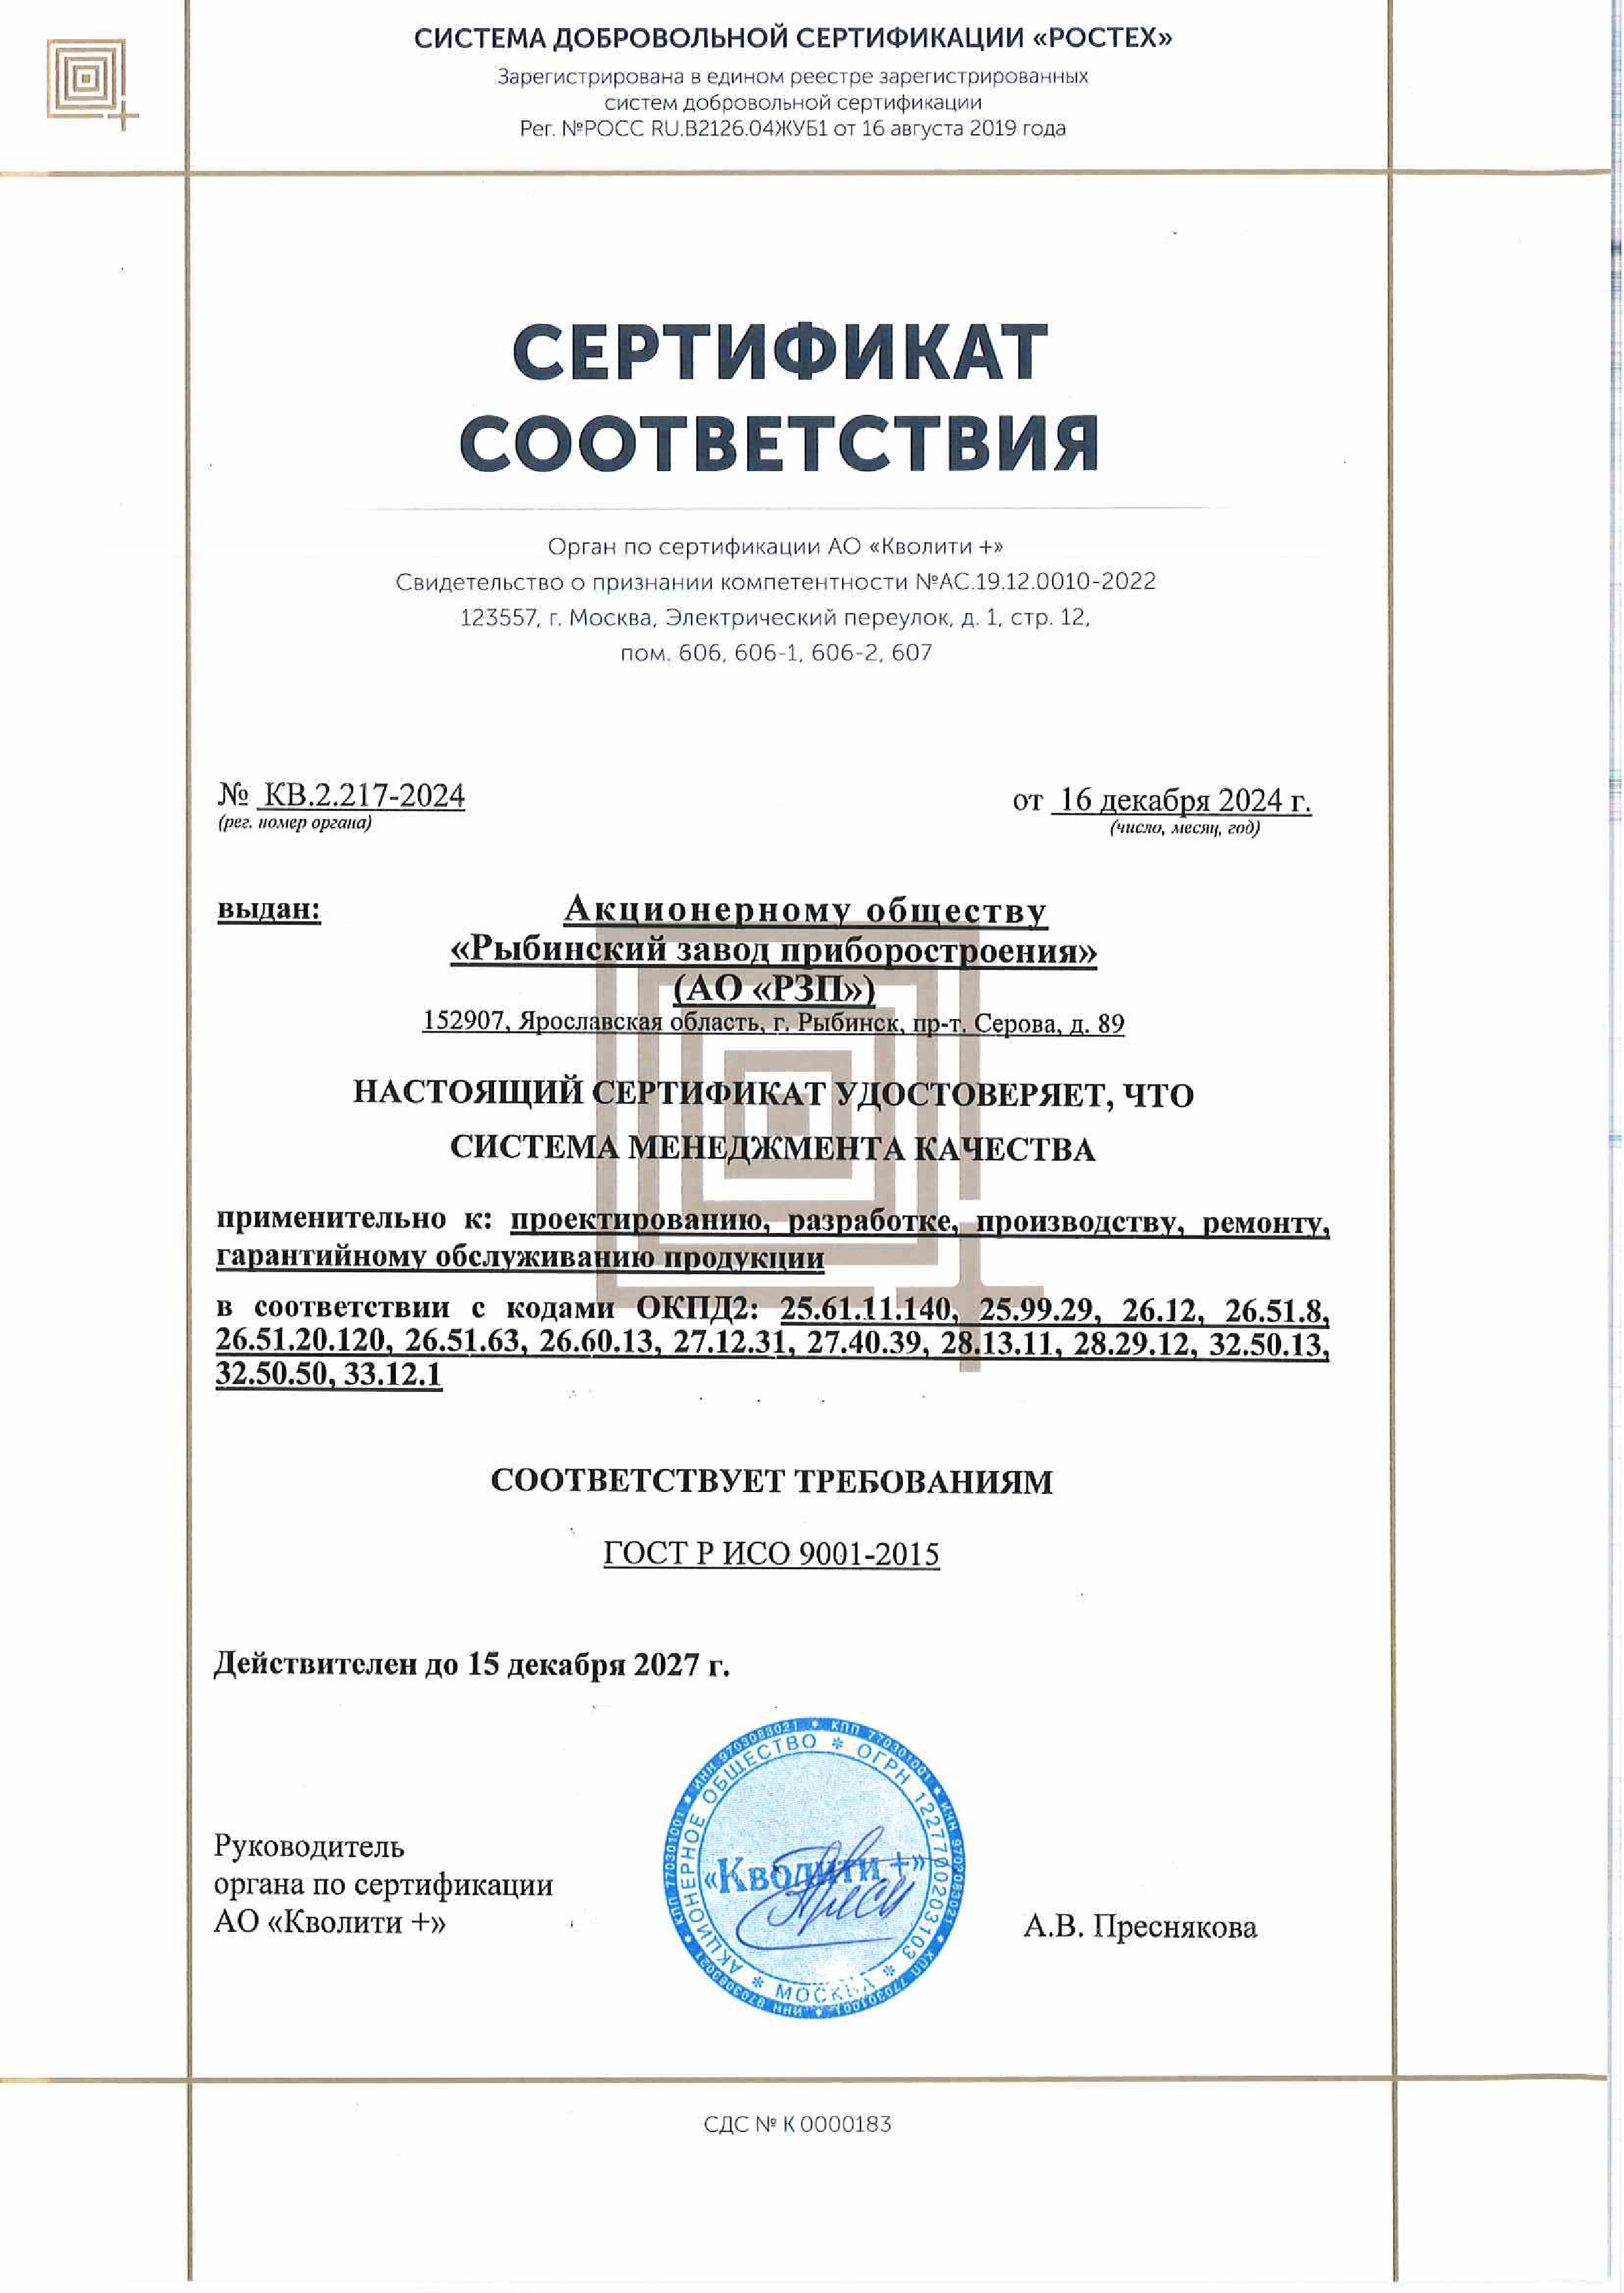 СИСТЕМА ДОБРОВОЛЬНОЙ СЕРТИФИКАЦИИ «РОСТЕХ»
Зарегистрирована в едином реестре зарегистрированных
систем добровольной сертификации
Рег. №РОСС RU.В2126.04ЖУБ1 от 16 августа 2019 года
СЕРТИФИКАТ
СООТВЕТСТВИЯ
Орган по сертификации АО «Кволити +»
Свидетельство о признании компетентности №АС.19.12.0010-2022
123557, г. Москва, Электрический переулок, д. 1, стр. 12,
пом. 606, 606-1, 606-2, 607
№ КВ.2.217-2024 от 16 декабря 2024 г.
(рег. номер органа) (число, месяц, год)
выдан: Акционерному обществу
«Рыбинский завод приборостроения»
(АО «РЗП»)
152907, Ярославская область, г. Рыбинск, пр-т. Серова, д. 89
НАСТОЯЩИЙ СЕРТИФИКАТ УДОСТОВЕРЯЕТ, ЧТО
СИСТЕМА МЕНЕДЖМЕНТА КАЧЕСТВА
применительно к: проектированию, разработке, производству, ремонту,
гарантийному обслуживанию продукции
в соответствии с кодами ОКПД2: 25.61.11.140, 25.99.29, 26.12, 26.51.8,
26.51.20.120, 26.51.63, 26.60.13, 27.12.31, 27.40.39, 28.13.11, 28.29.12, 32.50.13,
32.50.50, 33.12.1
СООТВЕТСТВУЕТ ТРЕБОВАНИЯМ
ГОСТ Р ИСО 9001-2015
Действителен до 15 декабря 2027 г.
Руководитель
органа по сертификации
АО «Кволити +»
ИНН 9703083021 * КПП 770301001 * ИНН 9703083021 * КПП 770301001 * ИНН 9703083021 * КПП 770301001
АКЦИОНЕРНОЕ ОБЩЕСТВО * ОГРН 1227700203103 * МОСКВА *
«Кволити +»
А.В. Преснякова
СДС № К 0000183